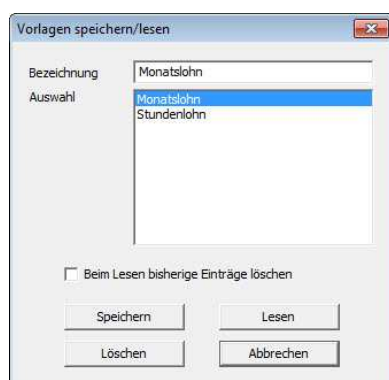 Vorlagen speichern/lesen
Bezeichnung Monatslohn
Auswahl Monatslohn
Stundenlohn
Beim Lesen bisherige Einträge löschen
Speichern Lesen
Löschen Abbrechen